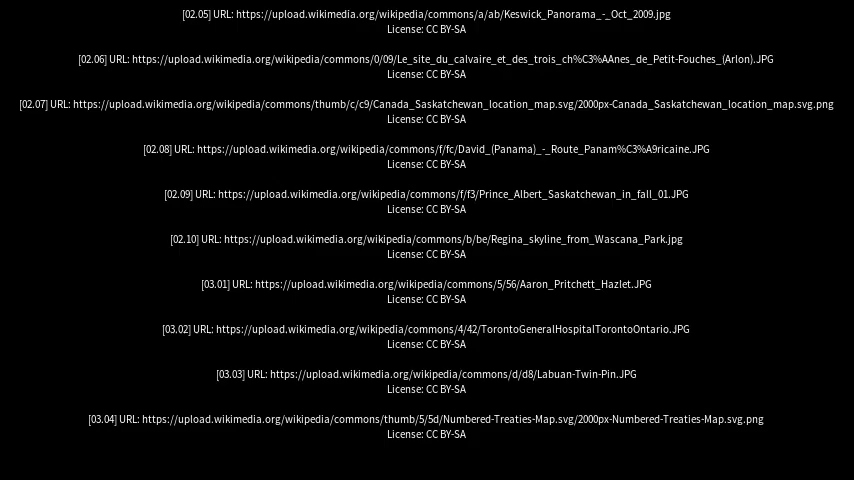 [02.05] URL: https://upload.wikimedia.org/wikipedia/commons/a/ab/Keswick_Panorama_-_Oct_2009.jpg
License: CC BY-SA
[02.06] URL: https://upload.wikimedia.org/wikipedia/commons/0/09/Le_site_du_calvaire_et_des_trois_ch%C3%AAnes_de_Petit-Fouches_(Arlon).JPG
License: CC BY-SA
[02.07] URL: https://upload.wikimedia.org/wikipedia/commons/thumb/c/c9/Canada_Saskatchewan_location_map.svg/2000px-Canada_Saskatchewan_location_map.svg.png
License: CC BY-SA
[02.08] URL: https://upload.wikimedia.org/wikipedia/commons/f/fc/David_(Panama)_-_Route_Panam%C3%A9ricaine.JPG
License: CC BY-SA
[02.09] URL: https://upload.wikimedia.org/wikipedia/commons/f/f3/Prince_Albert_Saskatchewan_in_fall_01.JPG
License: CC BY-SA
[02.10] URL: https://upload.wikimedia.org/wikipedia/commons/b/be/Regina_skyline_from_Wascana_Park.jpg
License: CC BY-SA
[03.01] URL: https://upload.wikimedia.org/wikipedia/commons/5/56/Aaron_Pritchett_Hazlet.JPG
License: CC BY-SA
[03.02] URL: https://upload.wikimedia.org/wikipedia/commons/4/42/TorontoGeneralHospitalTorontoOntario.JPG
License: CC BY-SA
[03.03] URL: https://upload.wikimedia.org/wikipedia/commons/d/d8/Labuan-Twin-Pin.JPG
License: CC BY-SA
[03.04] URL: https://upload.wikimedia.org/wikipedia/commons/thumb/5/5d/Numbered-Treaties-Map.svg/2000px-Numbered-Treaties-Map.svg.png
License: CC BY-SA